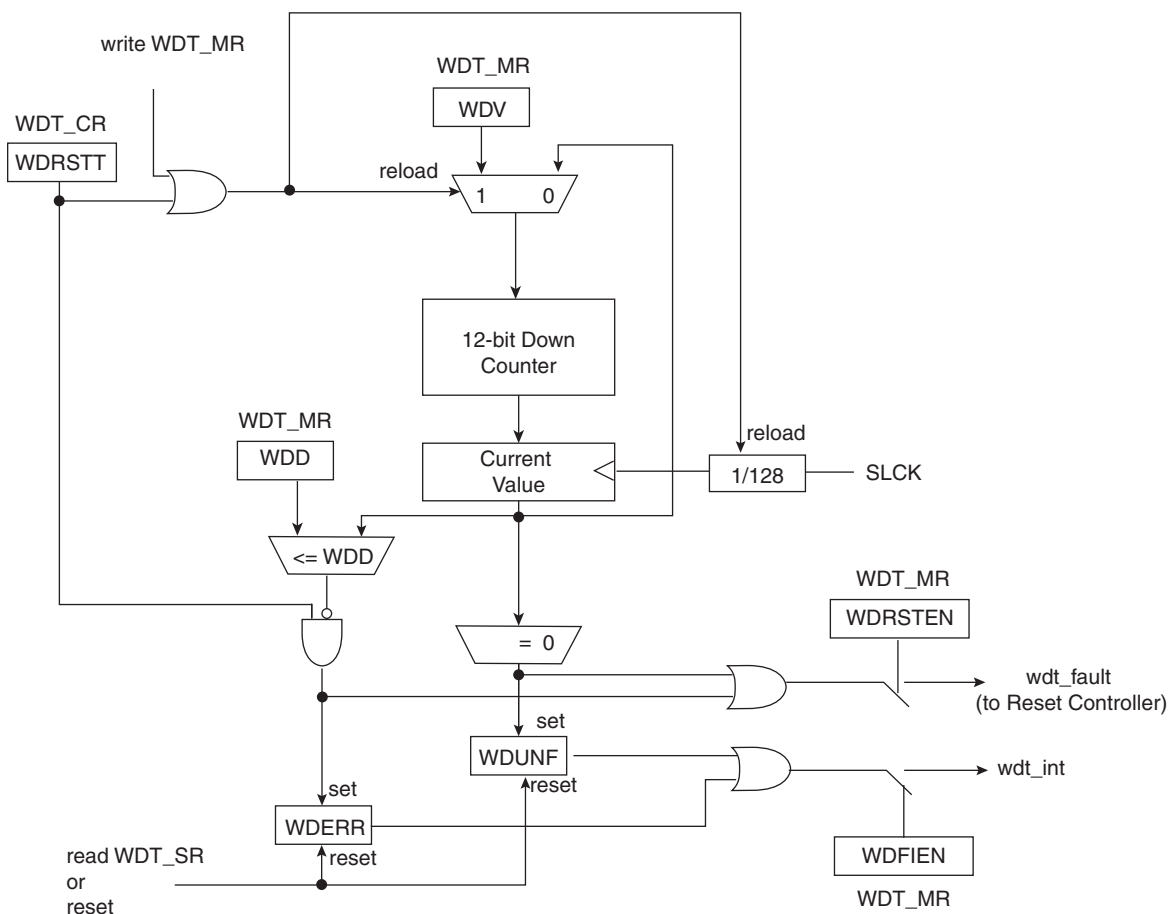 write WDT_MR
WDT_MR
WDV
WDT_CR
WDRSTT
reload
1 0
12-bit Down
Counter
WDT_MR
WDD
Current
Value
reload
1/128
SLCK
<= WDD
WDT_MR
WDRSTEN
= 0
wdt_fault
(to Reset Controller)
set
WDUNF
reset
wdt_int
set
WDERR
reset
WDFIEN
WDT_MR
read WDT_SR
or
reset